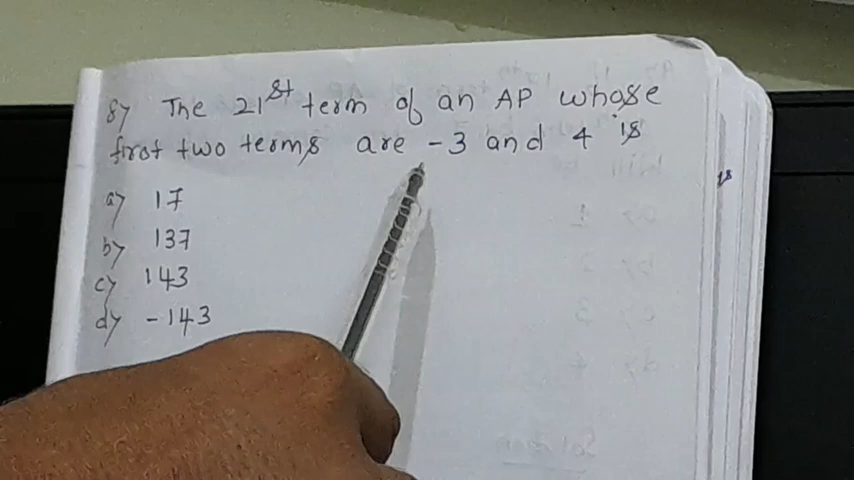 8) The 21st term of an AP whose
first two terms are -3 and 4 is
a) 17
b) 137
c) 143
d) -143